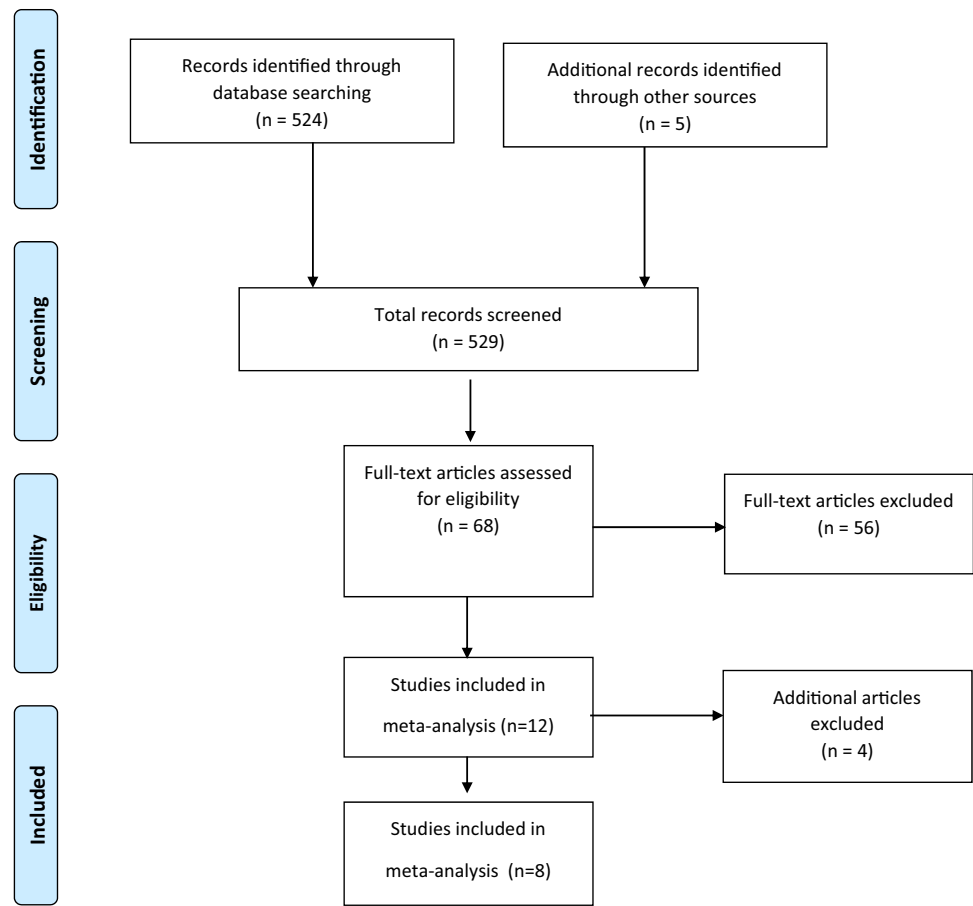 Identification
Records identified through
database searching
(n = 524)
Additional records identified
through other sources
(n = 5)
Screening
Total records screened
(n = 529)
Eligibility
Full-text articles assessed
for eligibility
(n = 68)
Full-text articles excluded
(n = 56)
Included
Studies included in
meta-analysis (n=12)
Additional articles
excluded
(n = 4)
Studies included in
meta-analysis (n=8)